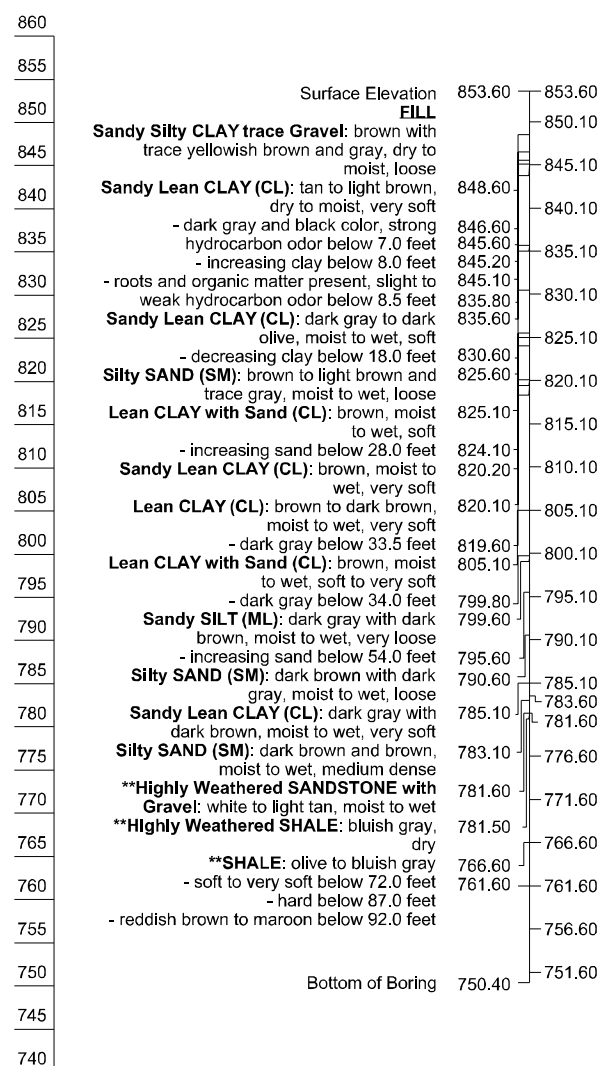 860
855
Surface Elevation 853.60 853.60
850 FILL 850.10
Sandy Silty CLAY trace Gravel: brown with
845 trace yellowish brown and gray, dry to
moist, loose 845.10
Sandy Lean CLAY (CL): tan to light brown, 848.60
840 dry to moist, very soft 840.10
- dark gray and black color, strong 846.60
835 hydrocarbon odor below 7.0 feet 845.60 835.10
- increasing clay below 8.0 feet 845.20
830 - roots and organic matter present, slight to 845.10
weak hydrocarbon odor below 8.5 feet 835.80 830.10
825 Sandy Lean CLAY (CL): dark gray to dark 835.60
olive, moist to wet, soft 825.10
- decreasing clay below 18.0 feet 830.60
820 Silty SAND (SM): brown to light brown and 825.60 820.10
trace gray, moist to wet, loose
815 Lean CLAY with Sand (CL): brown, moist 825.10
to wet, soft 815.10
810 - increasing sand below 28.0 feet 824.10
Sandy Lean CLAY (CL): brown, moist to 820.20 810.10
wet, very soft
805 Lean CLAY (CL): brown to dark brown, 820.10 805.10
moist to wet, very soft
800 - dark gray below 33.5 feet 819.60 800.10
Lean CLAY with Sand (CL): brown, moist 805.10
795 to wet, soft to very soft
- dark gray below 34.0 feet 799.80 795.10
790 Sandy SILT (ML): dark gray with dark 799.60
brown, moist to wet, very loose 790.10
- increasing sand below 54.0 feet 795.60
785 Silty SAND (SM): dark brown with dark 790.60 785.10
gray, moist to wet, loose 783.60
780 Sandy Lean CLAY (CL): dark gray with 785.10
dark brown, moist to wet, very soft 781.60
775 Silty SAND (SM): dark brown and brown, 783.10 776.60
moist to wet, medium dense
**Highly Weathered SANDSTONE with 781.60
770 Gravel: white to light tan, moist to wet 771.60
**HIghly Weathered SHALE: bluish gray, 781.50
765 dry 766.60
**SHALE: olive to bluish gray 766.60
760 - soft to very soft below 72.0 feet 761.60 761.60
- hard below 87.0 feet
755 - reddish brown to maroon below 92.0 feet 756.60
750 751.60
Bottom of Boring 750.40
745
740